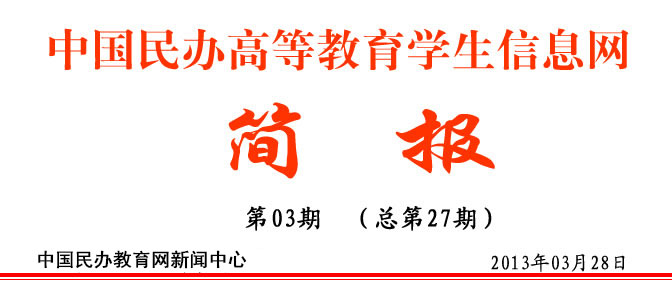 中国民办高等教育学生信息网
简 报
第03期 （总第27期）
中国民办教育网新闻中心 2013年03月28日